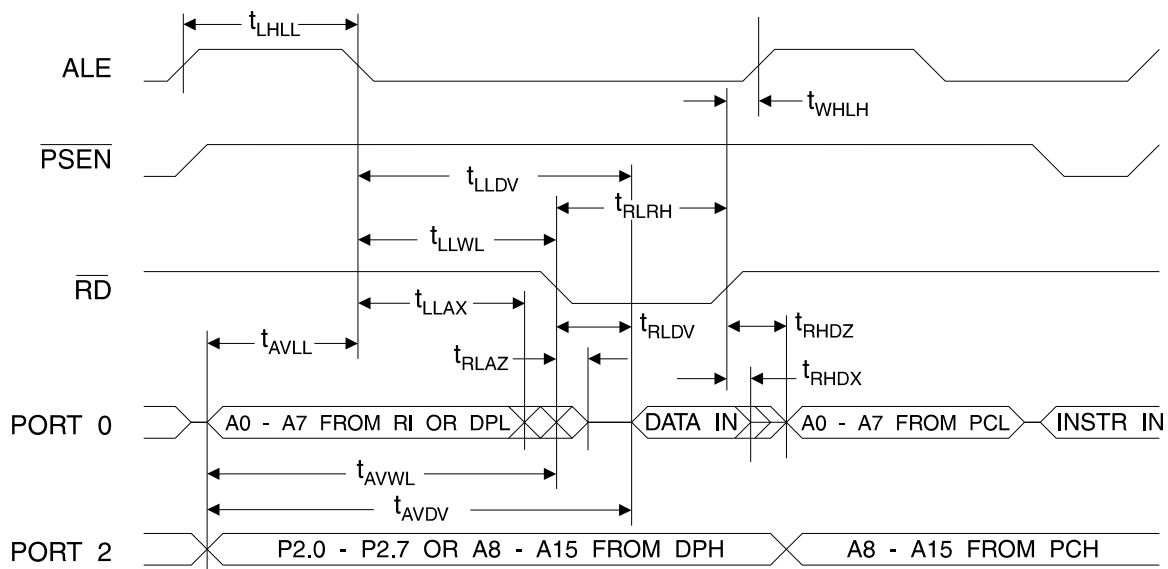 tLHLL
ALE
tWHLH
PSEN
tLLDV
tRLRH
tLLWL
RD
tLLAX
tRLDV
tRHDZ
tAVLL
tRLAZ
tRHDX
PORT 0
A0 - A7 FROM RI OR DPL
DATA IN
A0 - A7 FROM PCL
INSTR IN
tAVWL
tAVDV
PORT 2
P2.0 - P2.7 OR A8 - A15 FROM DPH
A8 - A15 FROM PCH